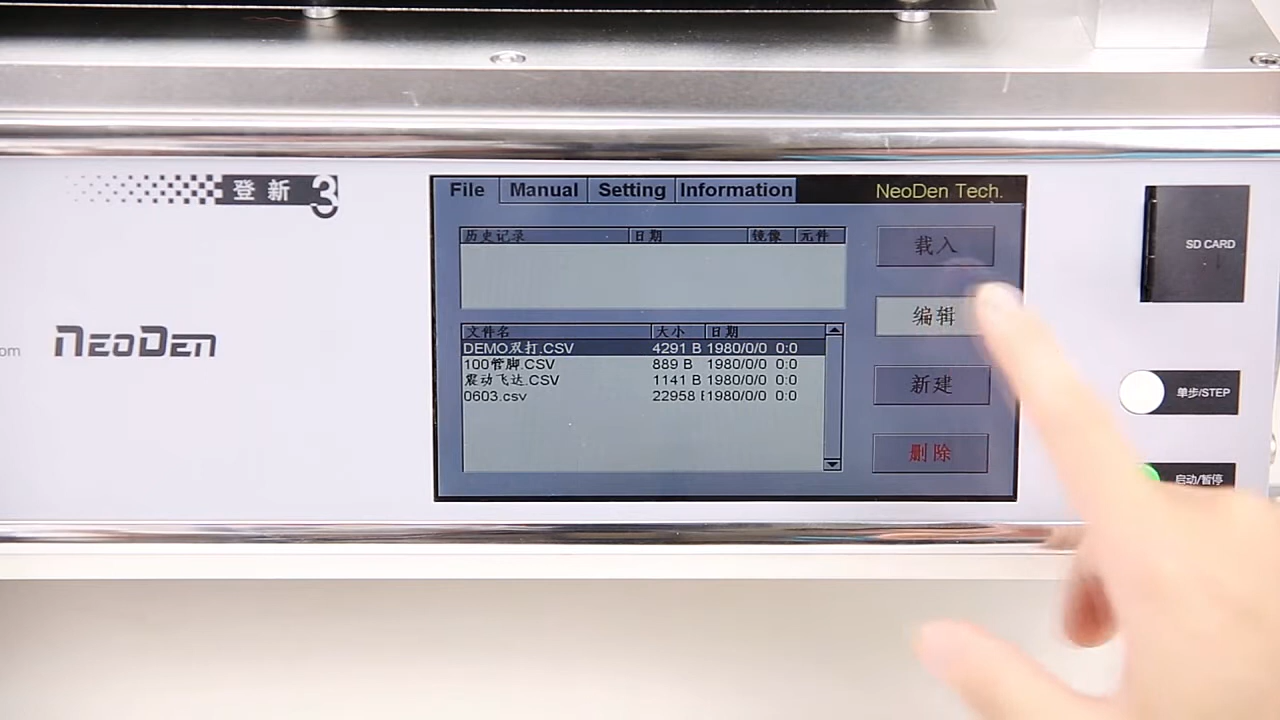 登新3
File Manual Setting Information NeoDen Tech.
历史记录 日期 镜像 元件
载入
SD CARD
编辑
文件名 大小 日期
DEMO双打.CSV 4291 B 1980/0/0 0:0
100管脚.CSV 889 B 1980/0/0 0:0
震动飞达.CSV 1141 B 1980/0/0 0:0
0603.csv 22958 1980/0/0 0:0
新建
删除
om
NeoDen
单步/STEP
启动/暂停